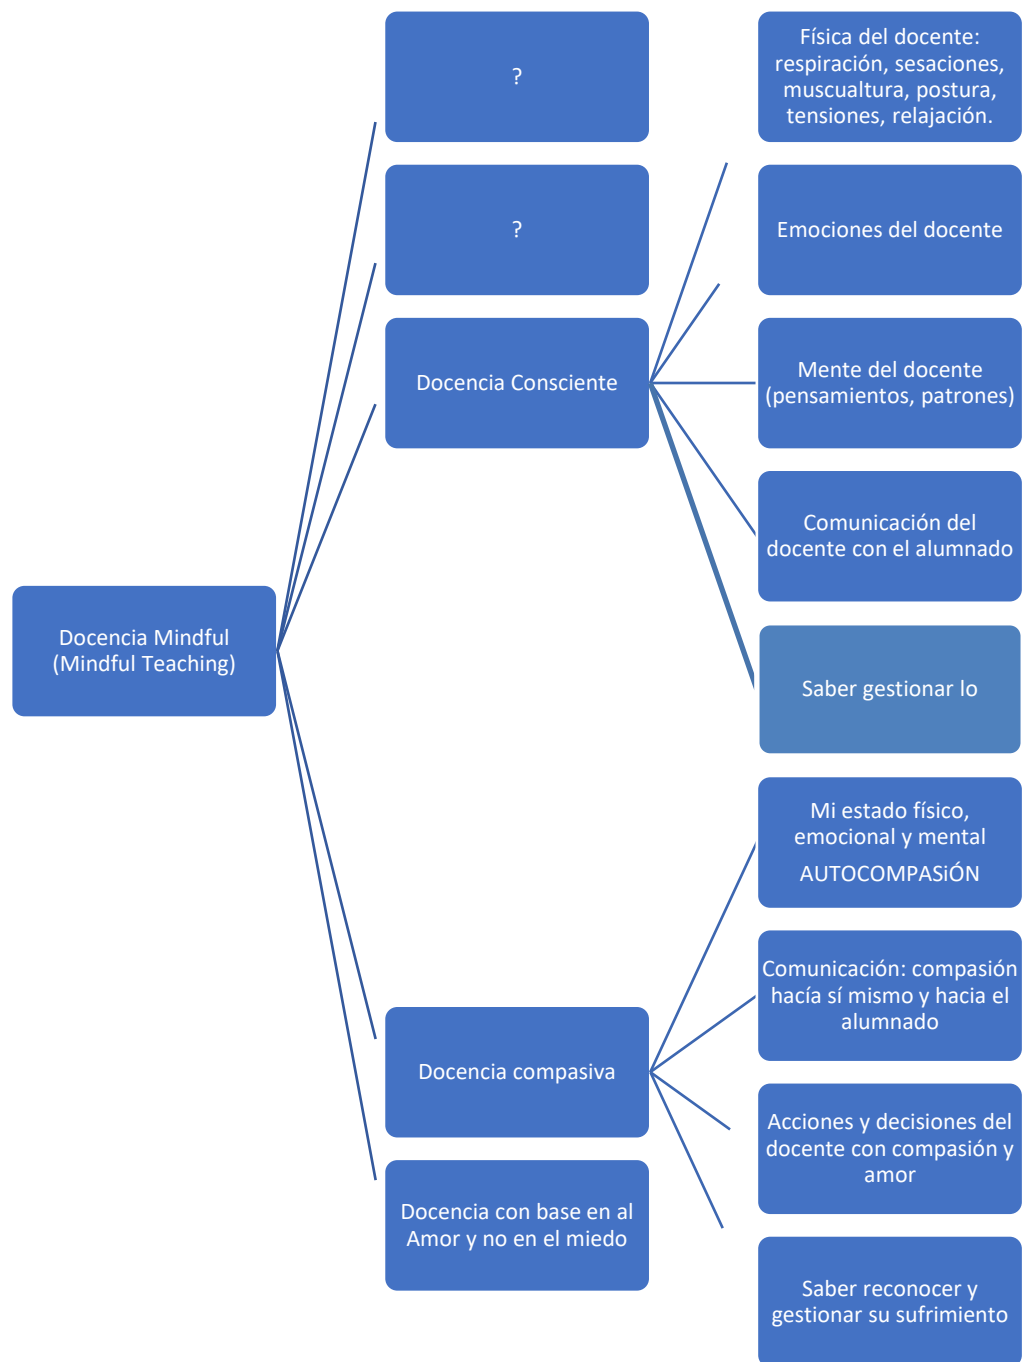 ?
?
Docencia Consciente
Física del docente:
respiración, sesaciones,
muscualtura, postura,
tensiones, relajación.
Emociones del docente
Mente del docente
(pensamientos, patrones)
Comunicación del
docente con el alumnado
Saber gestionar lo
Docencia Mindful
(Mindful Teaching)
Docencia compasiva
Mi estado físico,
emocional y mental
AUTOCOMPASiÓN
Comunicación: compasión
hacía sí mismo y hacia el
alumnado
Acciones y decisiones del
docente con compasión y
amor
Saber reconocer y
gestionar su sufrimiento
Docencia con base en al
Amor y no en el miedo